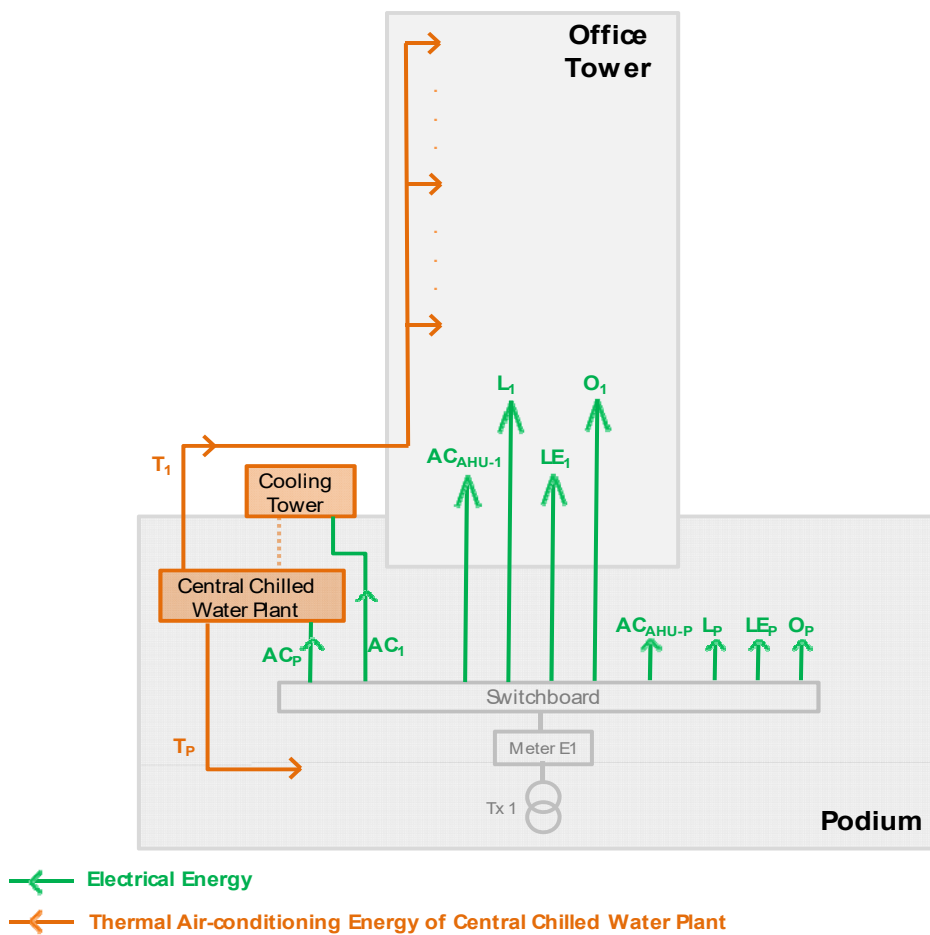 Office
Tower
L1
O1
ACAHU-1
LE1
T1
Cooling
Tower
Central Chilled
Water Plant
ACP
AC1
ACAHU-P
LP
LEP
OP
Switchboard
TP
Meter E1
Tx 1
Podium
Electrical Energy
Thermal Air-conditioning Energy of Central Chilled Water Plant